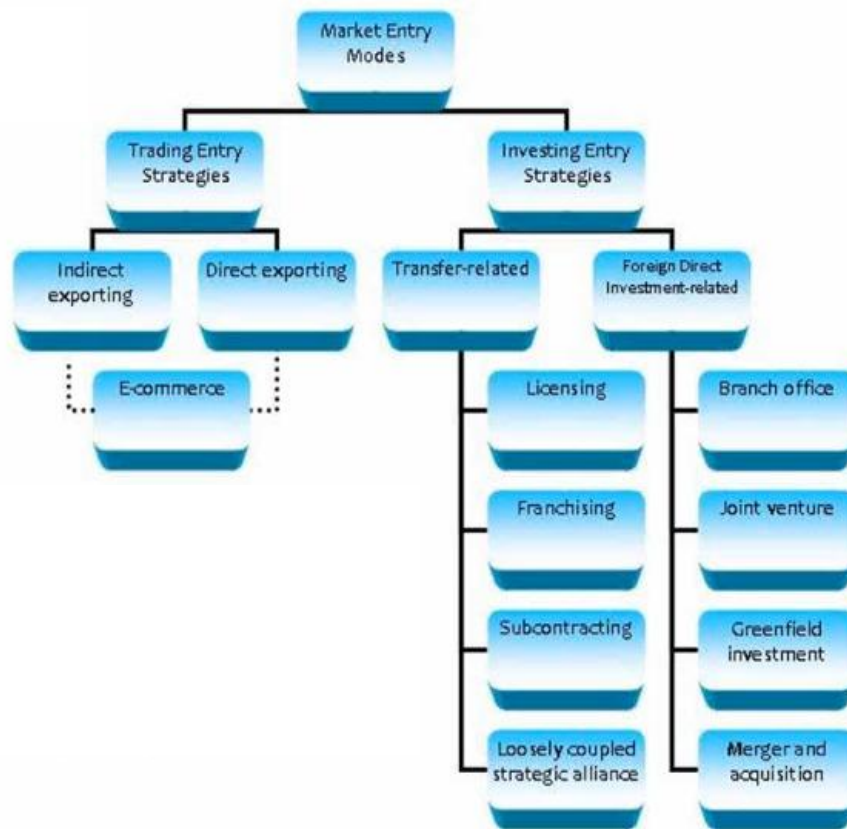 Market Entry
Modes
Trading Entry
Strategies
Investing Entry
Strategies
Indirect
exporting
Direct exporting
Transfer-related
Foreign Direct
Investment-related
E-commerce
Licensing
Branch office
Franchising
Joint venture
Subcontracting
Greenfield
investment
Loosely coupled
strategic alliance
Merger and
acquisition